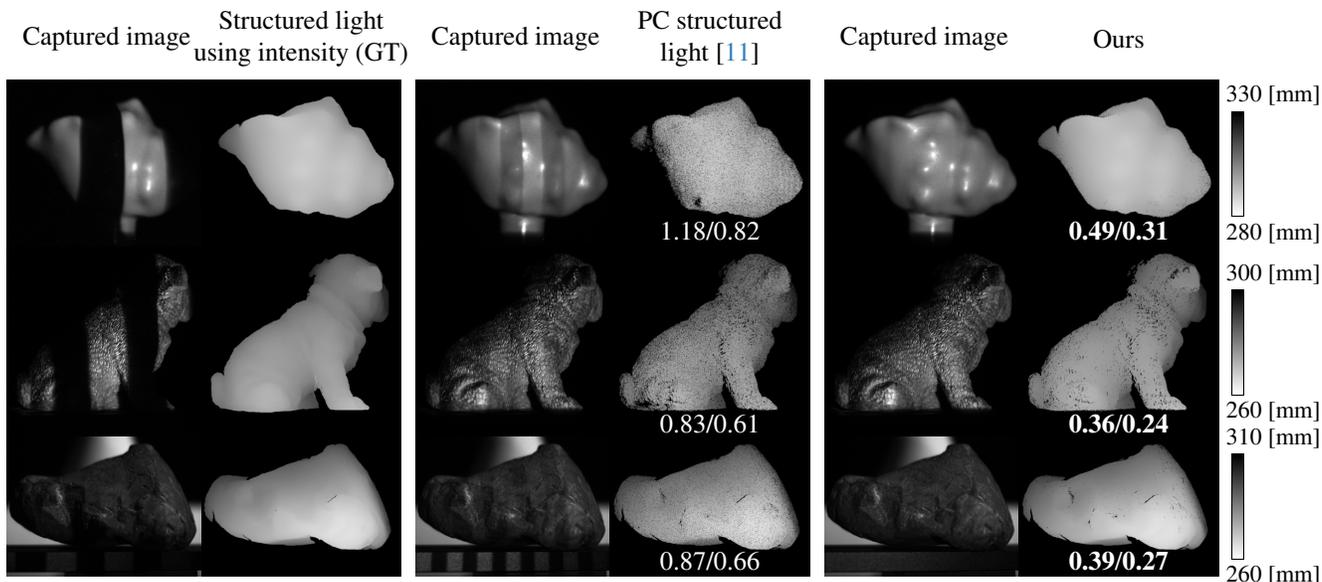 Captured image
Structured light
using intensity (GT)
Captured image
PC structured
light [11]
Captured image
Ours
330 [mm]
1.18/0.82
0.49/0.31
280 [mm]
300 [mm]
0.83/0.61
0.36/0.24
260 [mm]
310 [mm]
0.87/0.66
0.39/0.27
260 [mm]